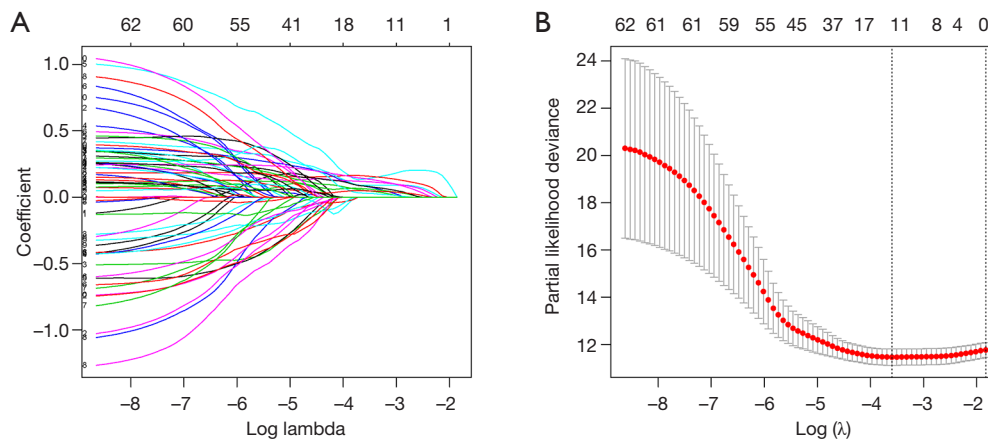 A
62 60 55 41 18 11 1
1.0
0.5
0.0
−0.5
−1.0
Coefficient
−8 −7 −6 −5 −4 −3 −2
Log lambda
B
62 61 61 59 55 45 37 17 11 8 4 0
24
22
20
18
16
14
12
Partial likelihood deviance
−8 −7 −6 −5 −4 −3 −2
Log (λ)